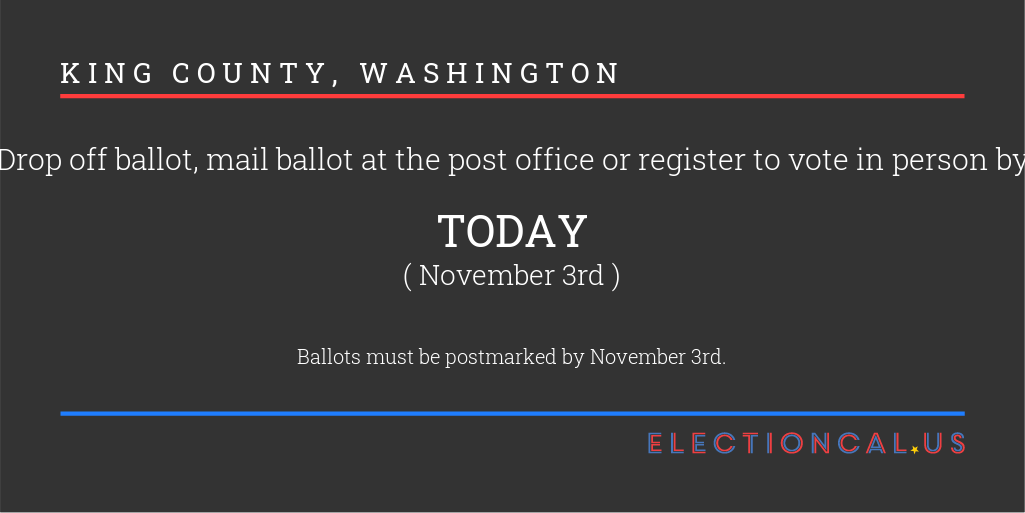 KING COUNTY, WASHINGTON
Drop off ballot, mail ballot at the post office or register to vote in person by
TODAY
( November 3rd )
Ballots must be postmarked by November 3rd.
ELECTIONCAL.US